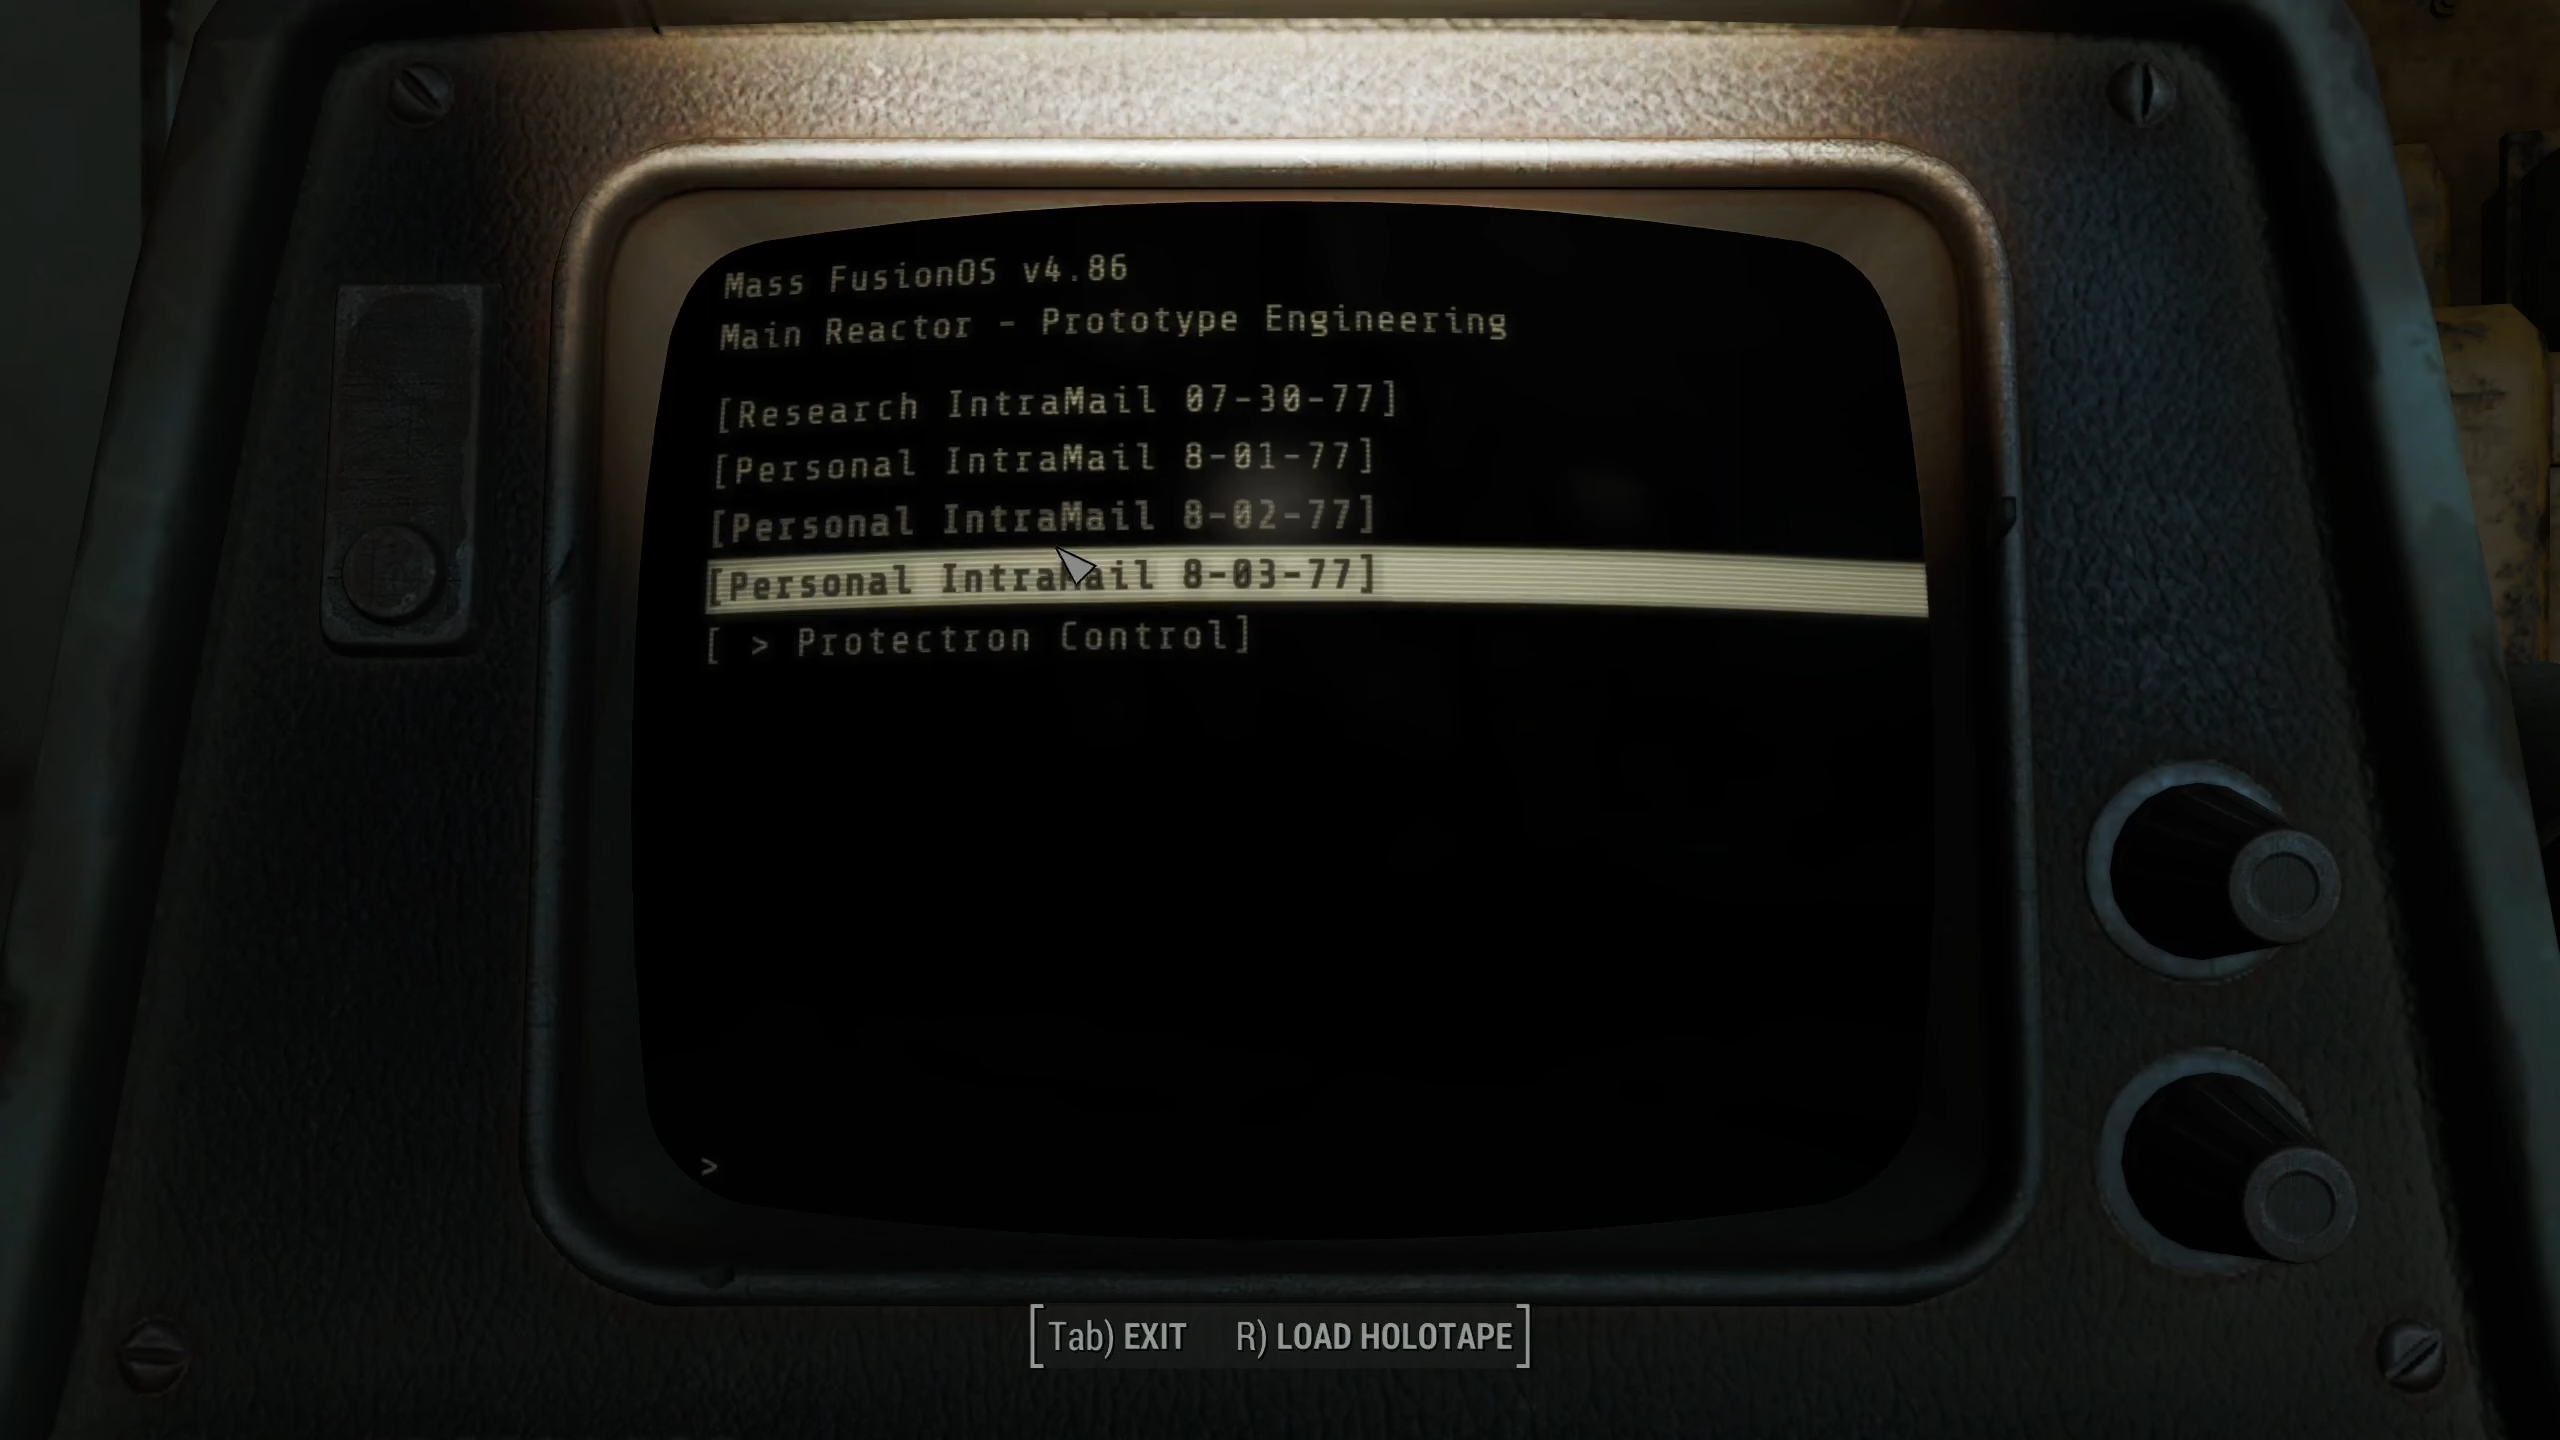 Mass FusionOS v4.86
Main Reactor - Prototype Engineering
[Research IntraMail 07-30-77]
[Personal IntraMail 8-01-77]
[Personal IntraMail 8-02-77]
[Personal IntraMail 8-03-77]
[ > Protectron Control]
>
[Tab) EXIT R) LOAD HOLOTAPE]